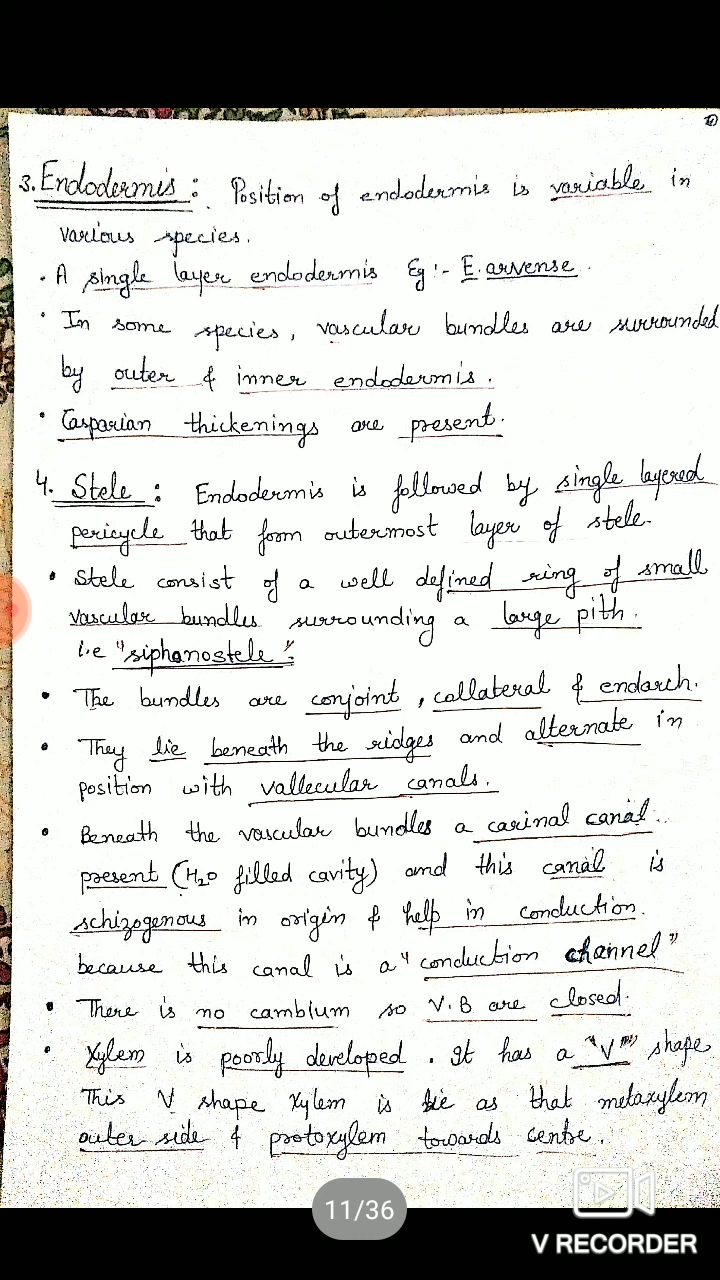 3. Endodermis : Position of endodermis is variable in
various species.
· A single layer endodermis Eg :- E. arvense.
· In some species, vascular bundles are surrounded
by outer & inner endodermis.
· Casparian thickenings are present.
4. Stele : Endodermis is followed by single layered
pericycle that form outermost layer of stele.
• Stele consist of a well defined ring of small
vascular bundles surrounding a large pith.
i.e "siphanostele"
• The bundles are conjoint, collateral & endarch.
• They lie beneath the ridges and alternate in
position with vallecular canals.
• Beneath the vascular bundles a carinal canal
present (H2O filled cavity) and this canal is
schizogenous in origin & help in conduction
because this canal is a "conduction channel"
• There is no cambium so V.B are closed.
• Xylem is poorly developed. It has a "V" shape
This V shape Xylem is lie as that metaxylem
outer side & protoxylem towards centre.
11/36
V RECORDER